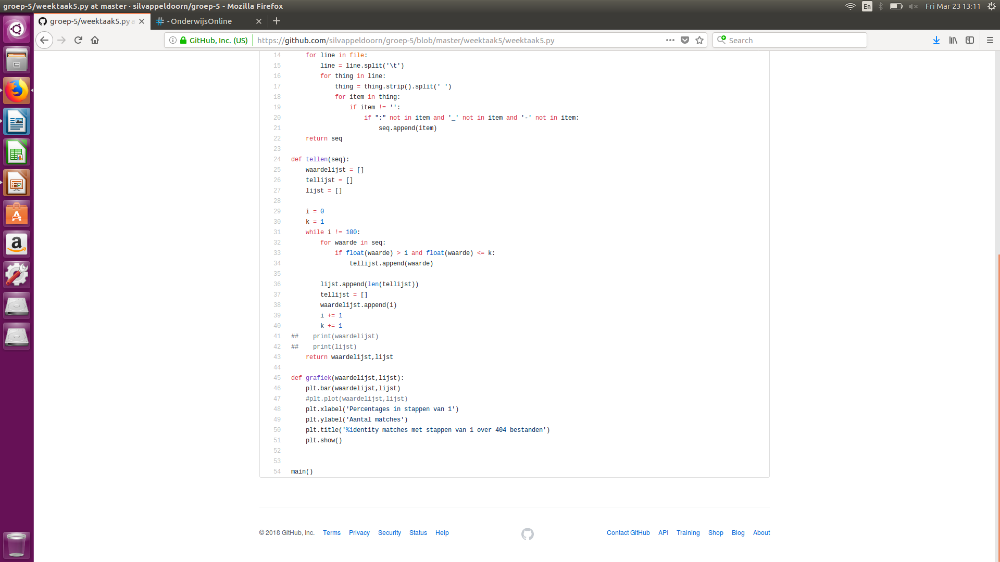 groep-5/weektaak5.py at master · silvappeldoorn/groep-5 - Mozilla Firefox
En
Fri Mar 23 13:11
groep-5/weektaak5.py a
- OnderwijsOnline
GitHub, Inc. (US)
https://github.com/silvappeldoorn/groep-5/blob/master/weektaak5/weektaak5.py
Search
14     for line in file:
15         line = line.split('\t')
16         for thing in line:
17             thing = thing.strip().split(' ')
18             for item in thing:
19                 if item != '':
20                     if ":" not in item and '_' not in item and '-' not in item:
21                         seq.append(item)
22     return seq
23
24 def tellen(seq):
25     waardelijst = []
26     tellijst = []
27     lijst = []
28
29     i = 0
30     k = 1
31     while i != 100:
32         for waarde in seq:
33             if float(waarde) > i and float(waarde) <= k:
34                 tellijst.append(waarde)
35
36         lijst.append(len(tellijst))
37         tellijst = []
38         waardelijst.append(i)
39         i += 1
40         k += 1
41 ##    print(waardelijst)
42 ##    print(lijst)
43     return waardelijst,lijst
44
45 def grafiek(waardelijst,lijst):
46     plt.bar(waardelijst,lijst)
47     #plt.plot(waardelijst,lijst)
48     plt.xlabel('Percentages in stappen van 1')
49     plt.ylabel('Aantal matches')
50     plt.title('%identity matches met stappen van 1 over 404 bestanden')
51     plt.show()
52
53
54 main()
© 2018 GitHub, Inc. Terms Privacy Security Status Help
Contact GitHub API Training Shop Blog About